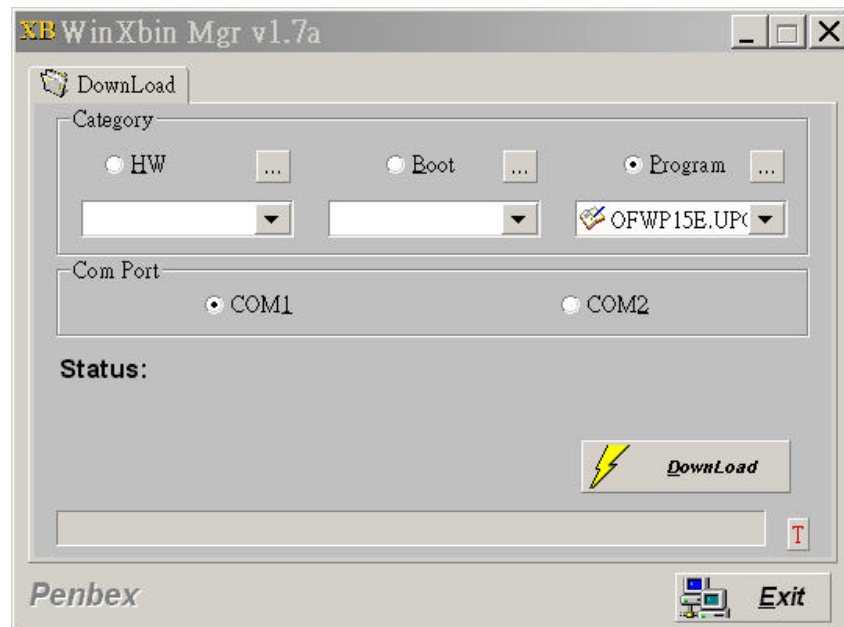 XB WinXbin Mgr v1.7a
DownLoad
Category
HW ... Boot ... Program ...
OFWP15E.UP
Com Port
COM1 COM2
Status:
DownLoad
T
Penbex Exit